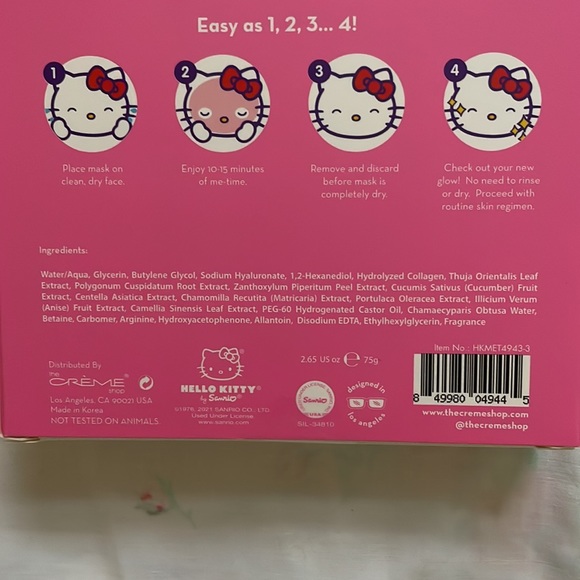 Easy as 1, 2, 3... 4!
1
2
3
4
Place mask on
clean, dry face.
Enjoy 10-15 minutes
of me-time.
Remove and discard
before mask is
completely dry.
Check out your new
glow! No need to rinse
or dry. Proceed with
routine skin regimen.
Ingredients:
Water/Aqua, Glycerin, Butylene Glycol, Sodium Hyaluronate, 1,2-Hexanediol, Hydrolyzed Collagen, Thuja Orientalis Leaf
Extract, Polygonum Cuspidatum Root Extract, Zanthoxylum Piperitum Peel Extract, Cucumis Sativus (Cucumber) Fruit
Extract, Centella Asiatica Extract, Chamomilla Recutita (Matricaria) Extract, Portulaca Oleracea Extract, Illicium Verum
(Anise) Fruit Extract, Camellia Sinensis Leaf Extract, PEG-60 Hydrogenated Castor Oil, Chamaecyparis Obtusa Water,
Betaine, Carbomer, Arginine, Hydroxyacetophenone, Allantoin, Disodium EDTA, Ethylhexylglycerin, Fragrance
Distributed By
the
CRÈME
shop
Los Angeles, CA 90021 USA
Made in Korea
NOT TESTED ON ANIMALS.
HELLO KITTY®
by Sanrio®
©1976, 2021 SANRIO CO., LTD.
Used Under License.
www.sanrio.com
2.65 US oz e 75g
Sanrio
SIL-34810
designed in
los angeles
Item No : HKMET4943-3
8 49980 04944 5
www.thecremeshop.com
@thecremeshop